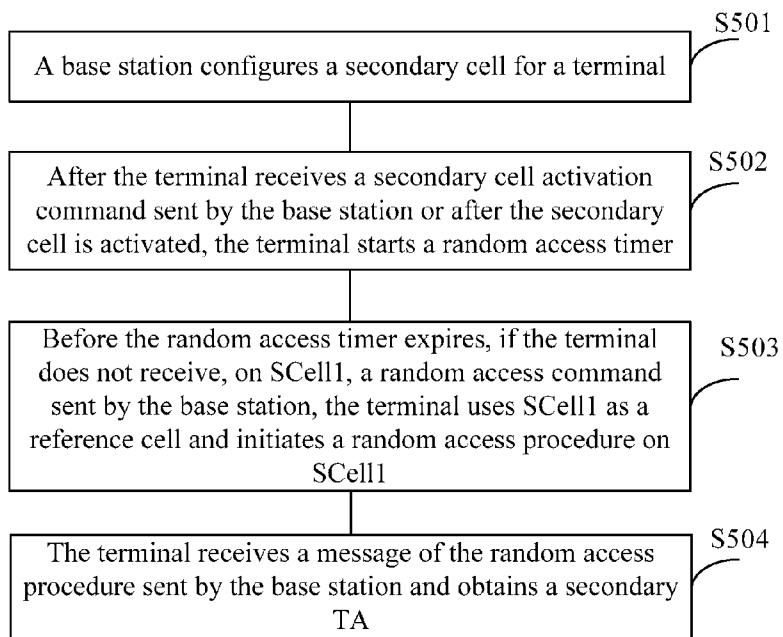 S501
A base station configures a secondary cell for a terminal
S502
After the terminal receives a secondary cell activation
command sent by the base station or after the secondary
cell is activated, the terminal starts a random access timer
S503
Before the random access timer expires, if the terminal
does not receive, on SCell1, a random access command
sent by the base station, the terminal uses SCell1 as a
reference cell and initiates a random access procedure on
SCell1
S504
The terminal receives a message of the random access
procedure sent by the base station and obtains a secondary
TA